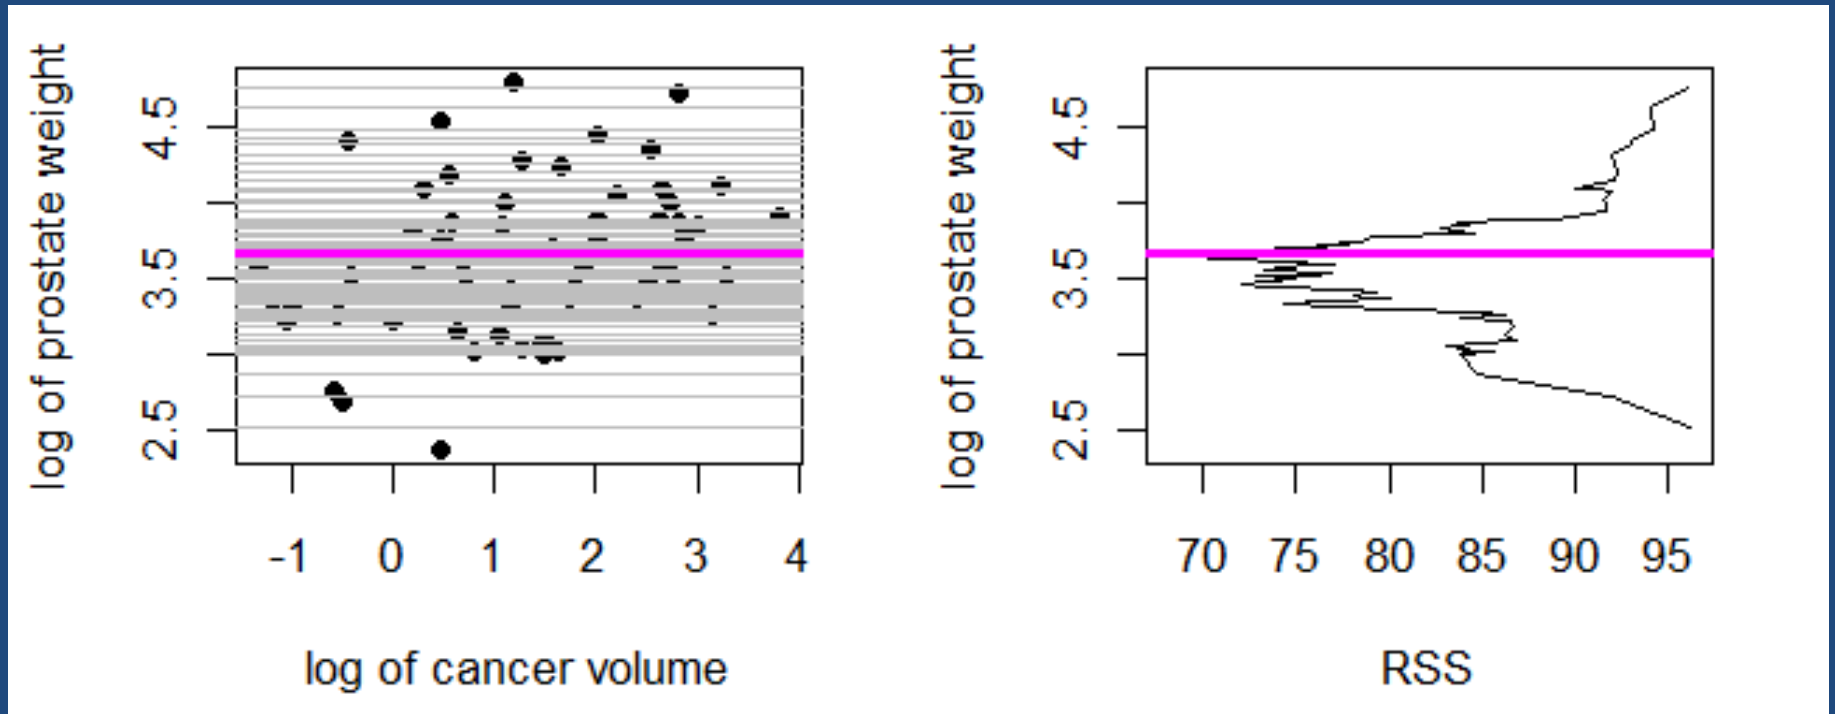 log of prostate weight
4.5
3.5
2.5
-1 0 1 2 3 4
log of cancer volume
log of prostate weight
4.5
3.5
2.5
70 75 80 85 90 95
RSS